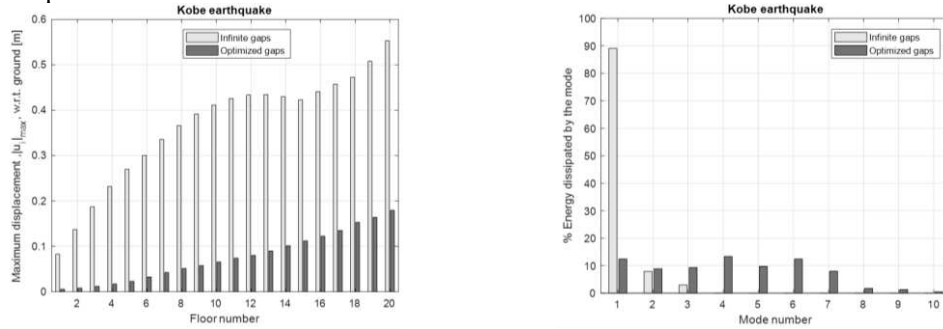 Kobe earthquake
Infinite gaps
Optimized gaps
Maximum displacement ,|u_i|_max, w.r.t. ground [m]
0.6
0.5
0.4
0.3
0.2
0.1
0
2 4 6 8 10 12 14 16 18 20
Floor number
Kobe earthquake
Infinite gaps
Optimized gaps
% Energy dissipated by the mode
100
90
80
70
60
50
40
30
20
10
0
1 2 3 4 5 6 7 8 9 10
Mode number